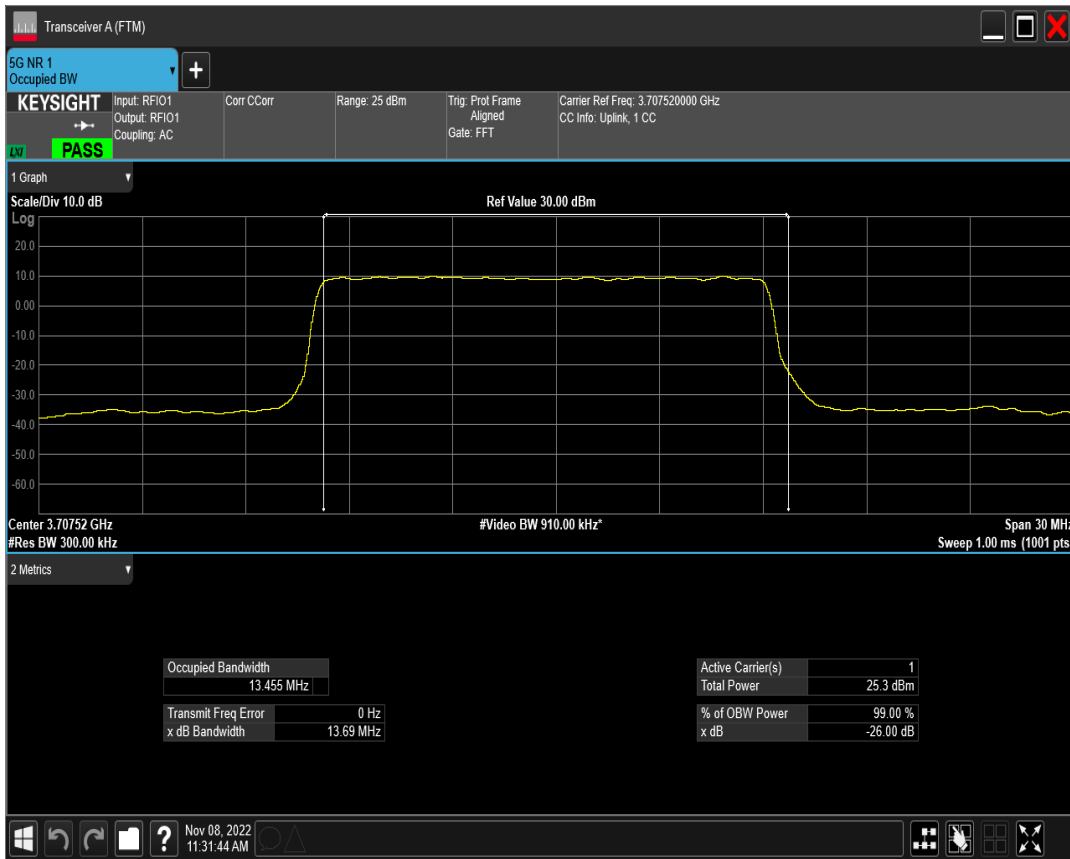 Transceiver A (FTM)
5G NR 1
Occupied BW
+
KEYSIGHT
LXI
PASS
Input: RFIO1
Output: RFIO1
Coupling: AC
Corr CCorr
Range: 25 dBm
Trig: Prot Frame
Aligned
Gate: FFT
Carrier Ref Freq: 3.707520000 GHz
CC Info: Uplink, 1 CC
1 Graph
Scale/Div 10.0 dB
Ref Value 30.00 dBm
Log
20.0
10.0
0.00
-10.0
-20.0
-30.0
-40.0
-50.0
-60.0
Center 3.70752 GHz
#Video BW 910.00 kHz*
Span 30 MHz
#Res BW 300.00 kHz
Sweep 1.00 ms (1001 pts
2 Metrics
Occupied Bandwidth
13.455 MHz
Transmit Freq Error 0 Hz
x dB Bandwidth 13.69 MHz
Active Carrier(s) 1
Total Power 25.3 dBm
% of OBW Power 99.00 %
x dB -26.00 dB
?
Nov 08, 2022
11:31:44 AM